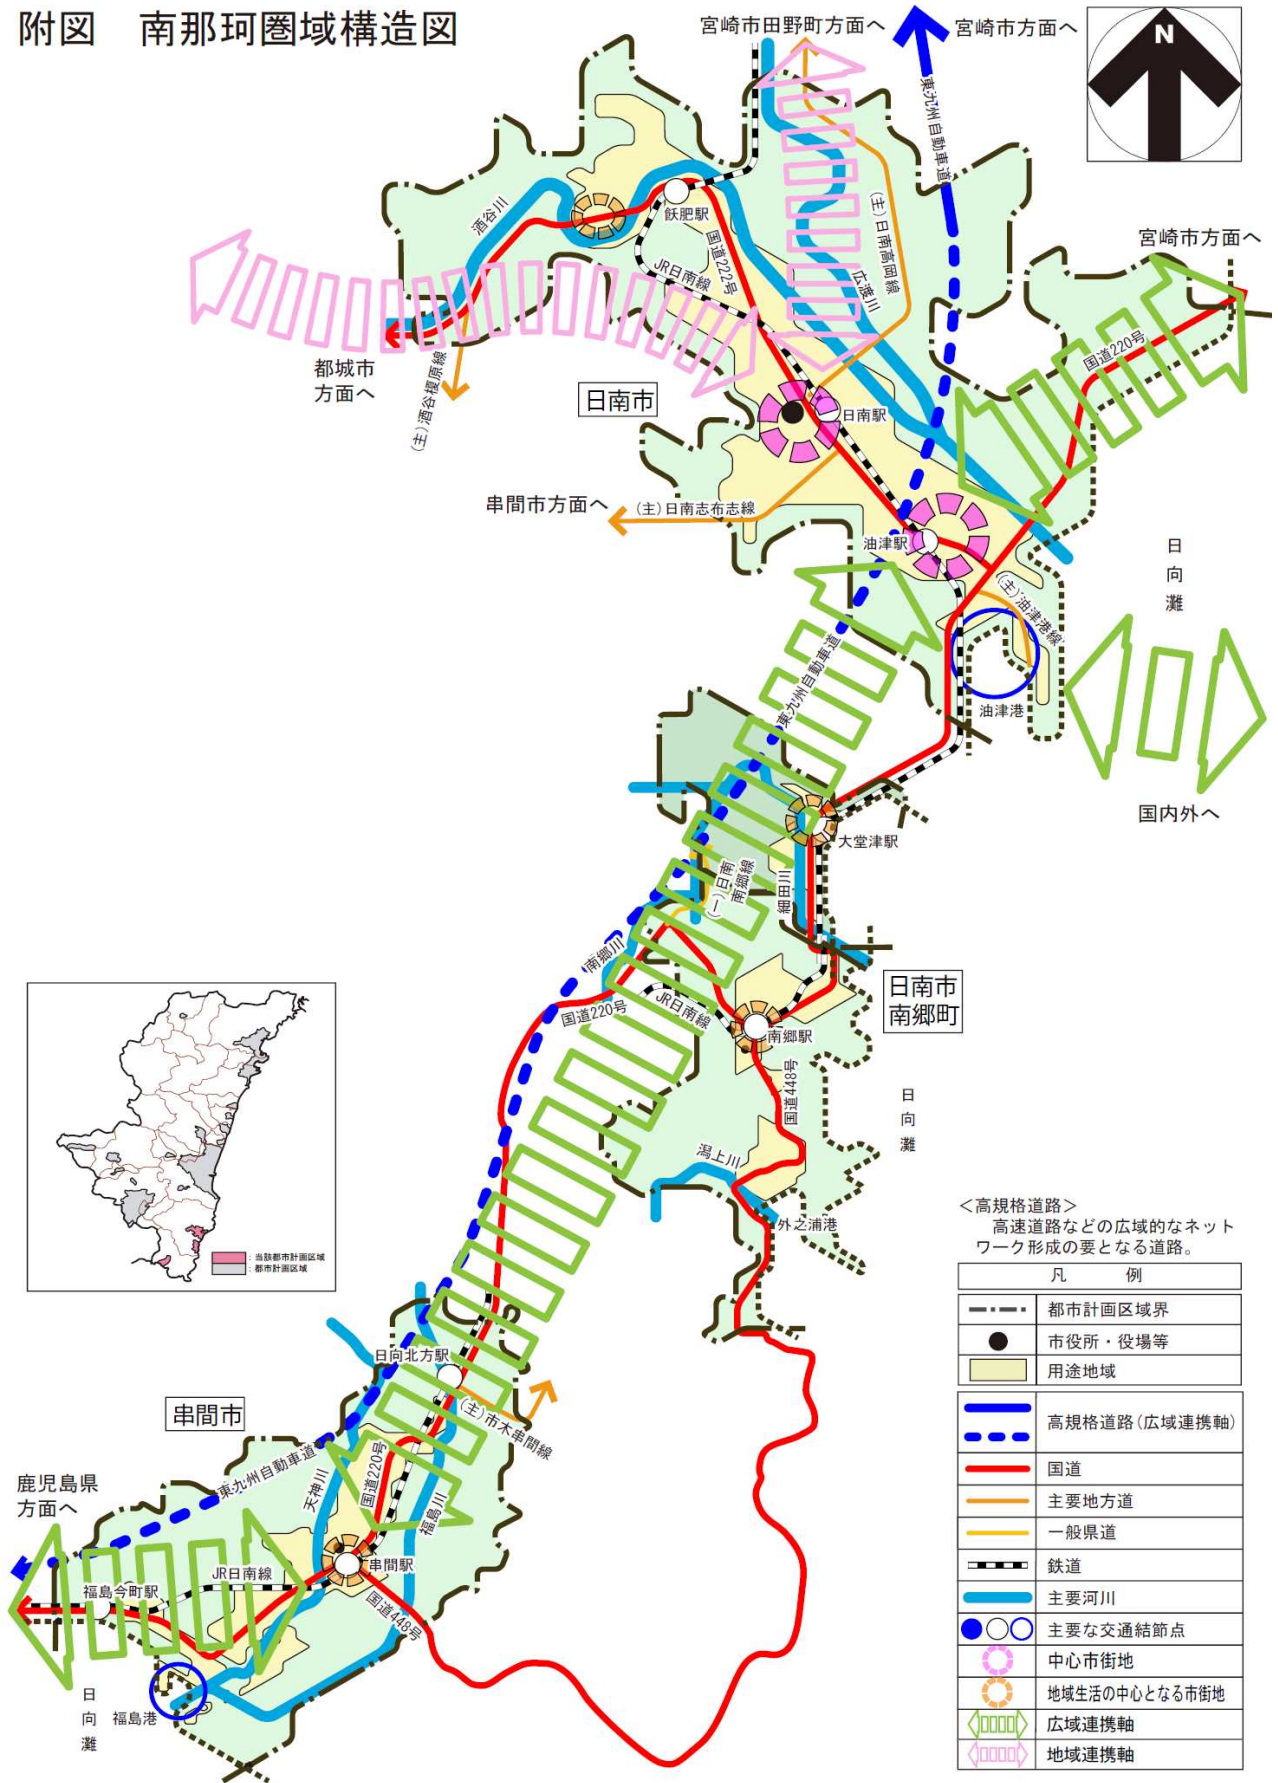 附図　南那珂圏域構造図
宮崎市田野町方面へ
宮崎市方面へ
N
東九州自動車道
酒谷川
飫肥駅
国道222号
JR日南線
広渡川
(主)日南高岡線
宮崎市方面へ
国道220号
都城市
方面へ
(主)酒谷榎原線
日南市
日南駅
串間市方面へ
(主)日南志布志線
油津駅
日向灘
(主)油津港線
油津港
東九州自動車道
国内外へ
大堂津駅
(一)日南
南郷線
細田川
南郷川
国道220号
JR日南線
日南市
南郷町
南郷駅
国道448号
日向灘
潟上川
外之浦港
：当該都市計画区域
：都市計画区域
日向北方駅
(主)市木串間線
串間市
東九州自動車道
天神川
国道220号
福島川
鹿児島県
方面へ
JR日南線
串間駅
福島今町駅
国道448号
日向灘
福島港
＜高規格道路＞
高速道路などの広域的なネット
ワーク形成の要となる道路。
凡　例
都市計画区域界
市役所・役場等
用途地域
高規格道路(広域連携軸)
国道
主要地方道
一般県道
鉄道
主要河川
主要な交通結節点
中心市街地
地域生活の中心となる市街地
広域連携軸
地域連携軸